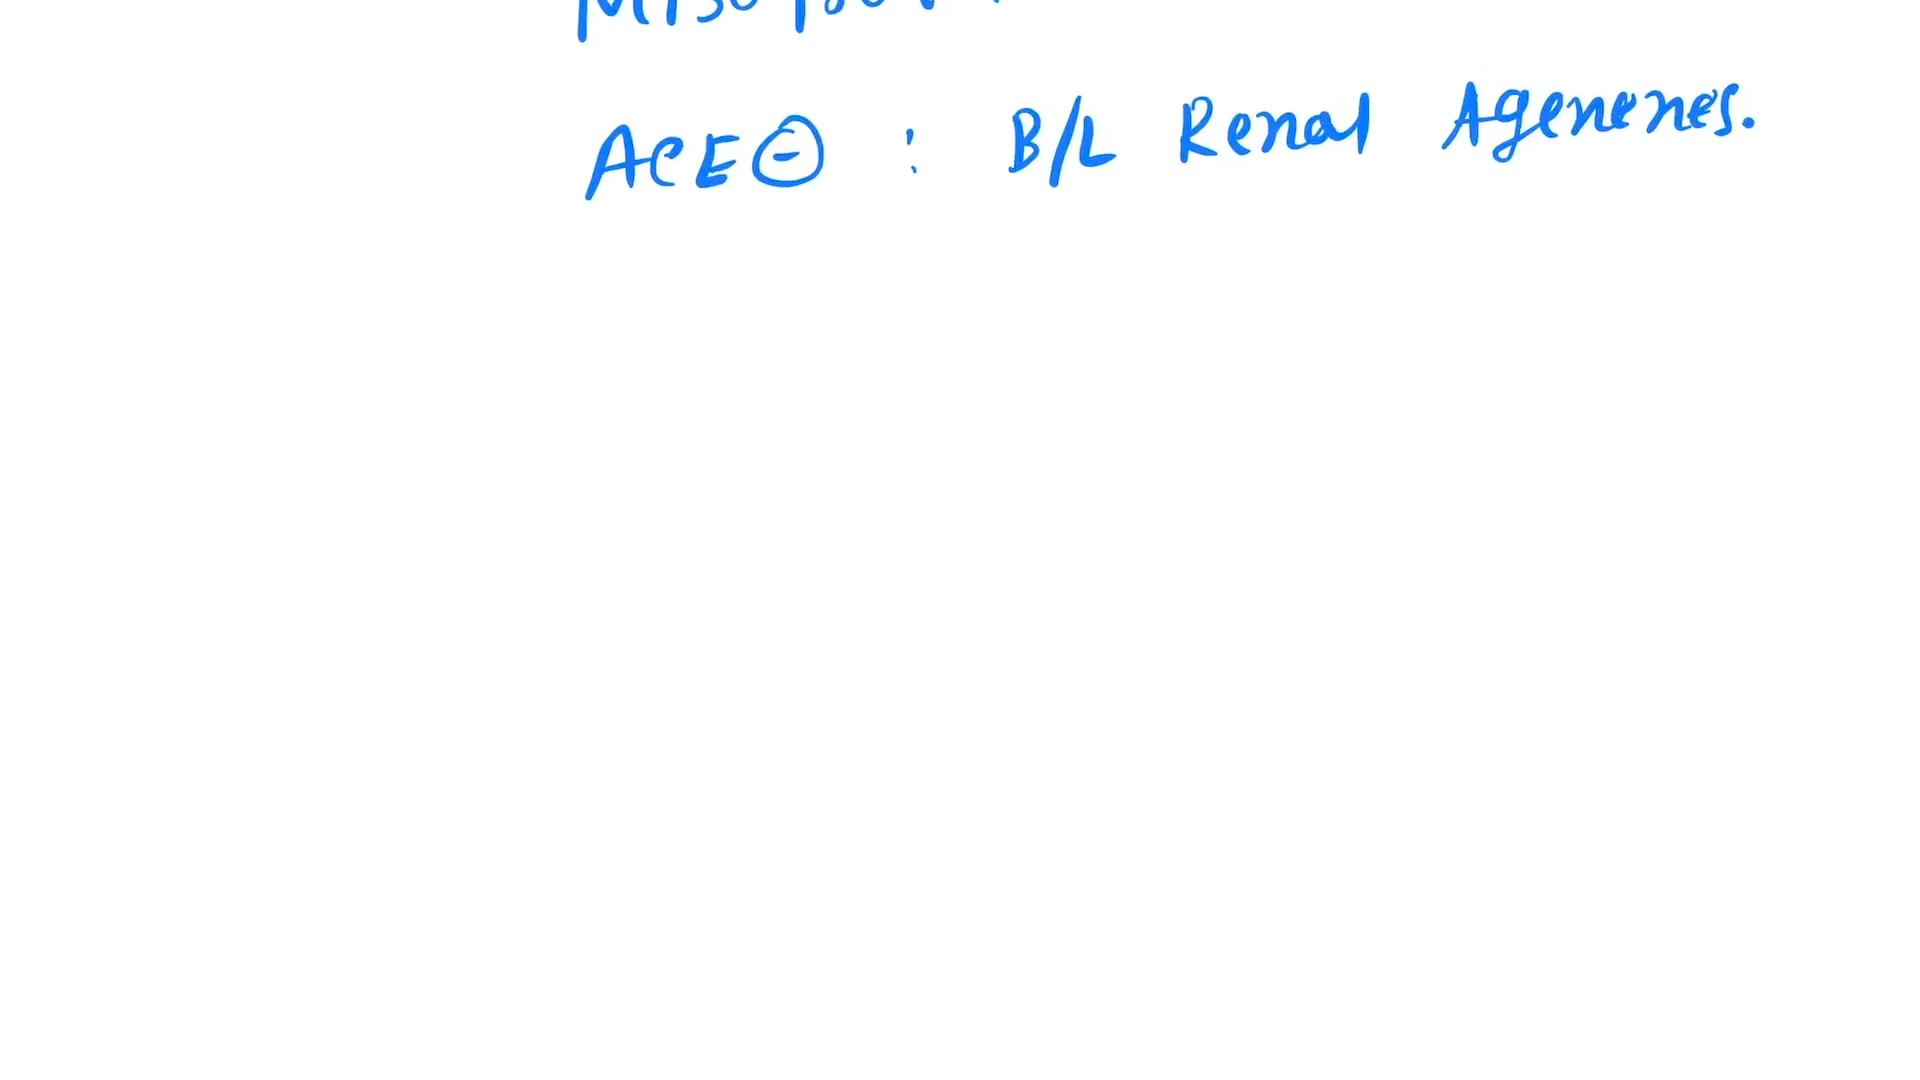 ACE⊖ : B/L Renal Agenenes.